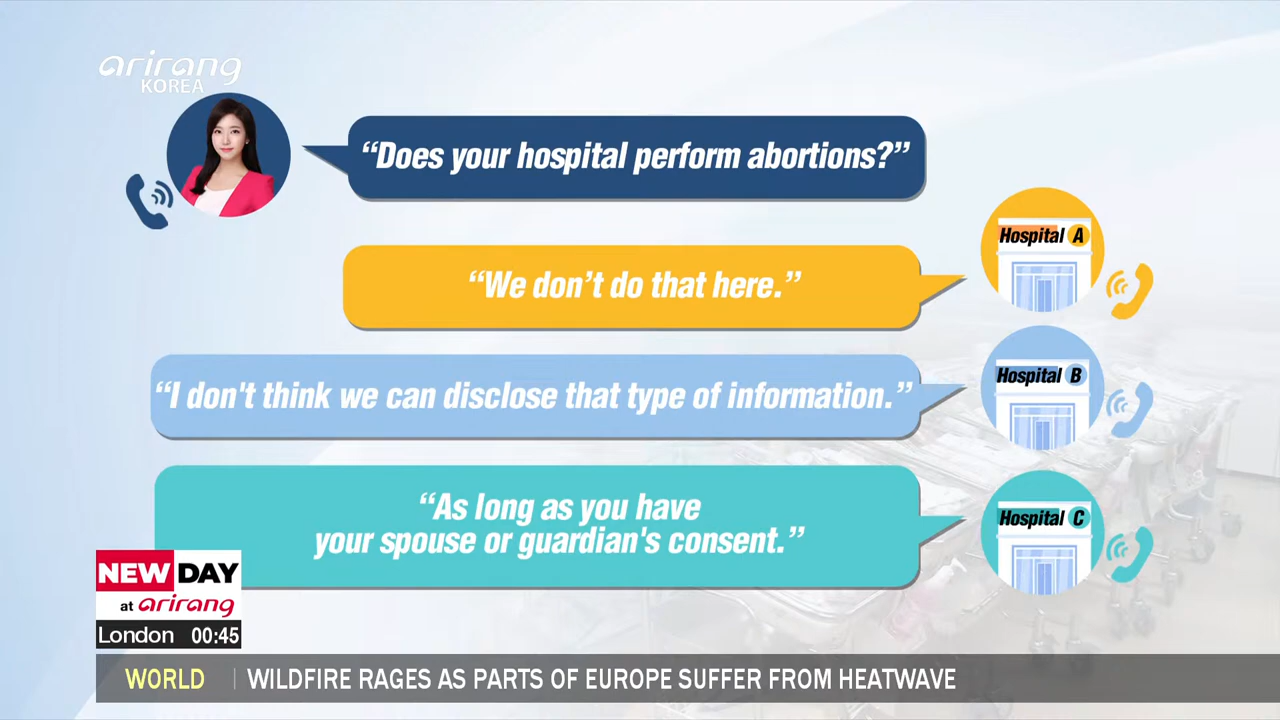 arirang
KOREA
“Does your hospital perform abortions?”
Hospital A
“We don’t do that here.”
Hospital B
“I don't think we can disclose that type of information.”
Hospital C
“As long as you have
your spouse or guardian's consent.”
NEW DAY
at arirang
London 00:45
WORLD WILDFIRE RAGES AS PARTS OF EUROPE SUFFER FROM HEATWAVE